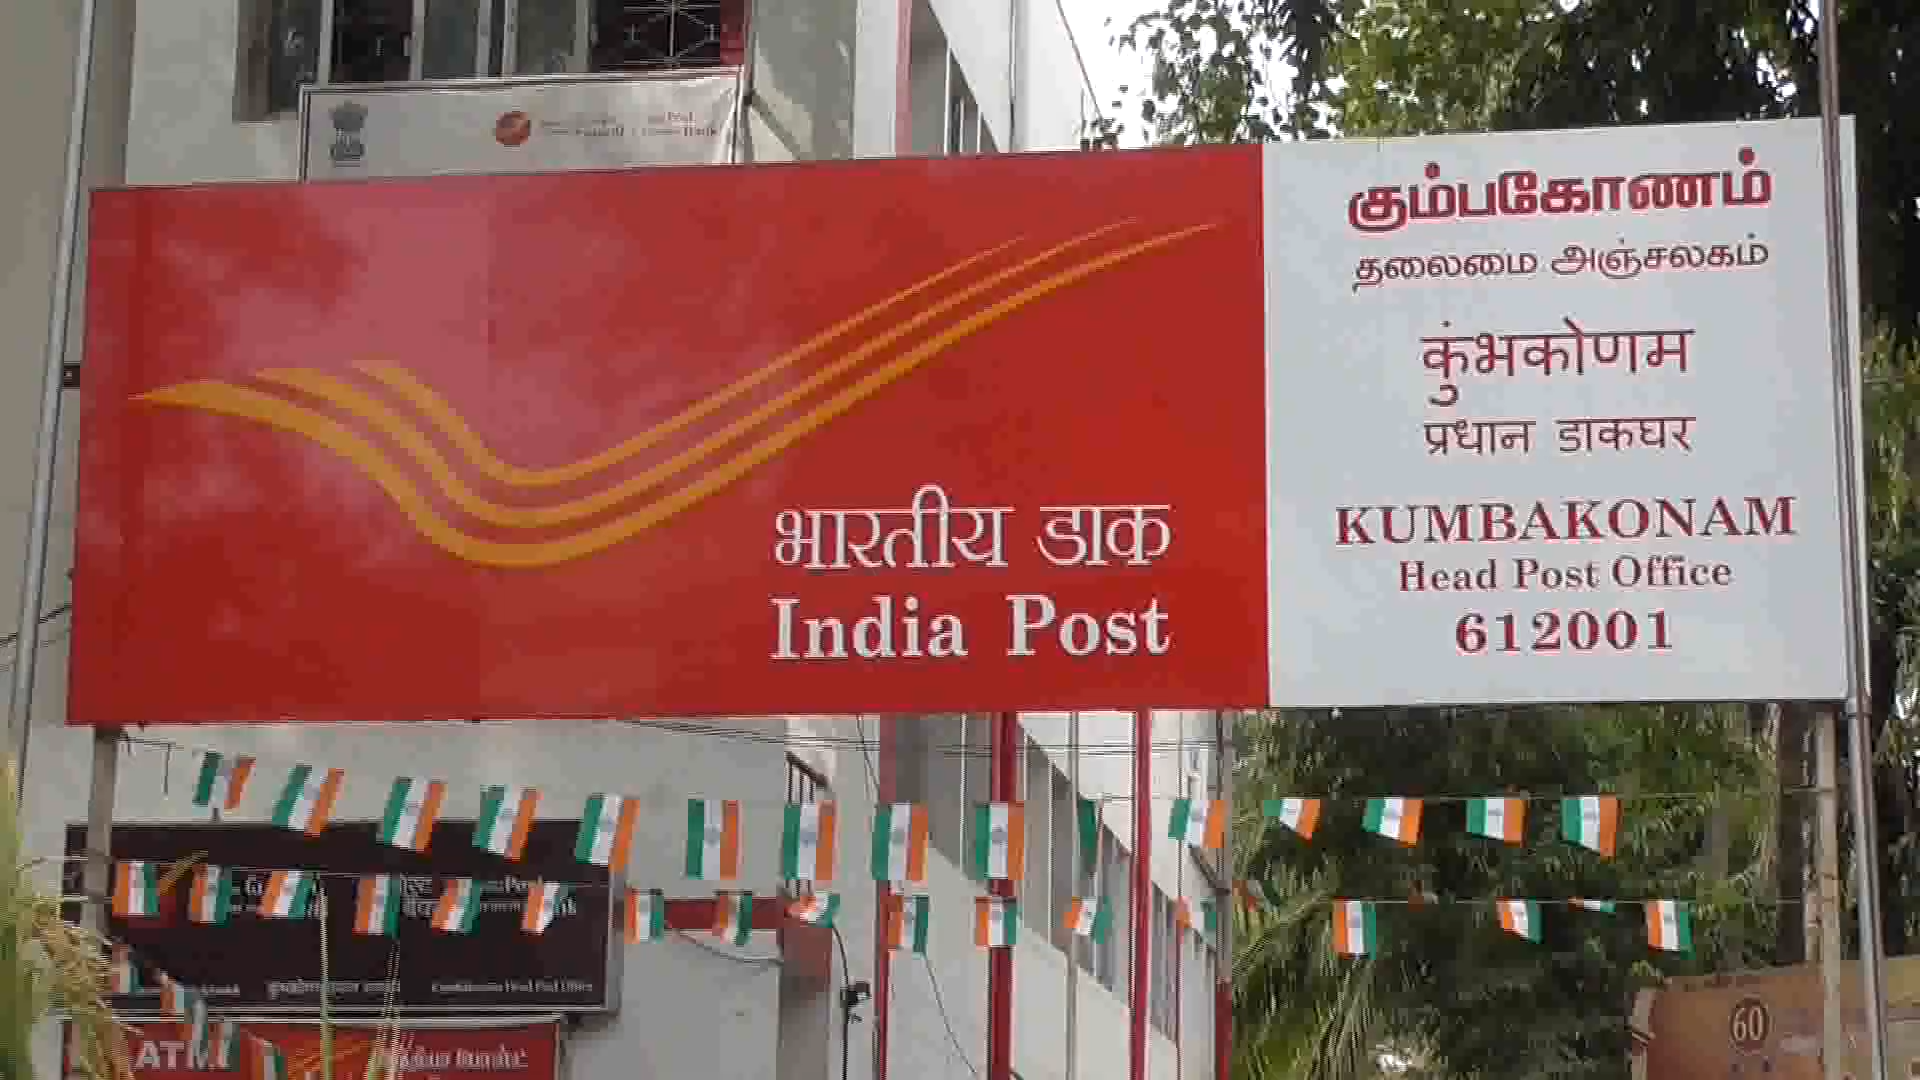 भारतीय डाक
India Post
கும்பகோணம்
தலைமை அஞ்சலகம்
कुंभकोणम
प्रधान डाकघर
KUMBAKONAM
Head Post Office
612001
ATM
60